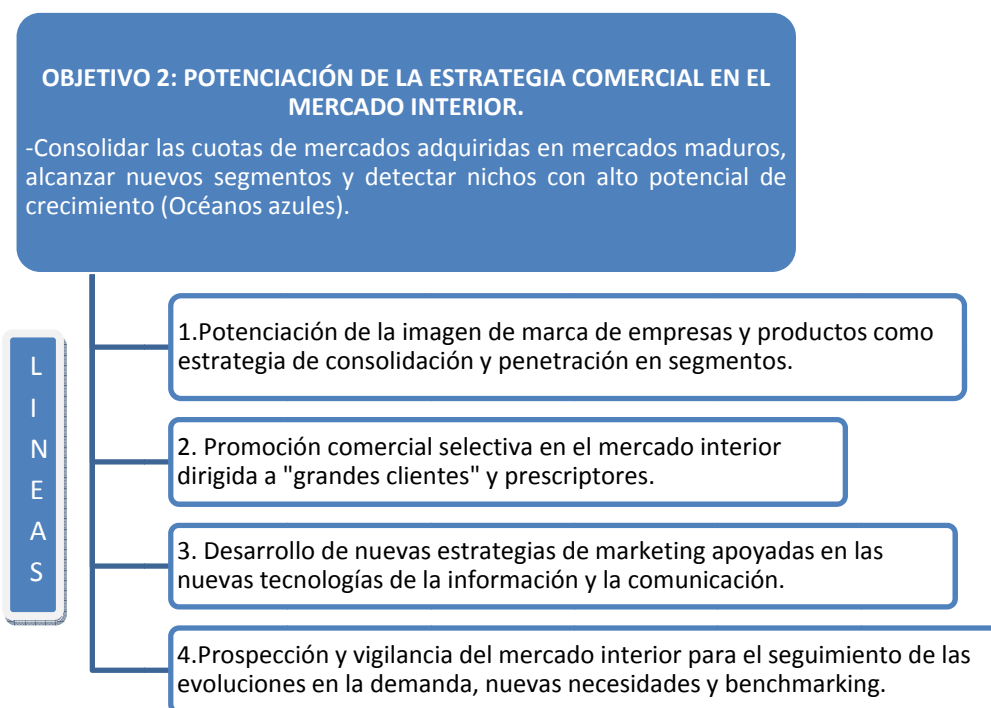 OBJETIVO 2: POTENCIACIÓN DE LA ESTRATEGIA COMERCIAL EN EL
MERCADO INTERIOR.
-Consolidar las cuotas de mercados adquiridas en mercados maduros,
alcanzar nuevos segmentos y detectar nichos con alto potencial de
crecimiento (Océanos azules).
L
I
N
E
A
S
1.Potenciación de la imagen de marca de empresas y productos como
estrategia de consolidación y penetración en segmentos.
2. Promoción comercial selectiva en el mercado interior
dirigida a "grandes clientes" y prescriptores.
3. Desarrollo de nuevas estrategias de marketing apoyadas en las
nuevas tecnologías de la información y la comunicación.
4.Prospección y vigilancia del mercado interior para el seguimiento de las
evoluciones en la demanda, nuevas necesidades y benchmarking.